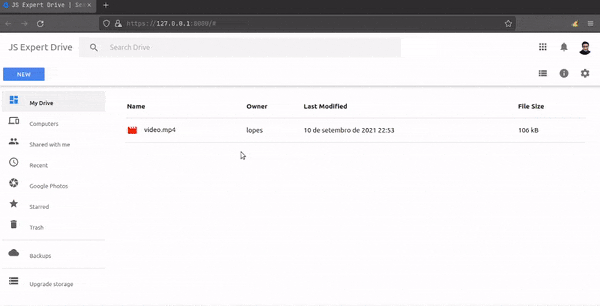 JS Expert Drive | Se
https://127.0.0.1:8080/#
JS Expert Drive
Search Drive
NEW
My Drive
Computers
Shared with me
Recent
Google Photos
Starred
Trash
Backups
Upgrade storage
Name Owner Last Modified File Size
video.mp4 lopes 10 de setembro de 2021 22:53 106 kB